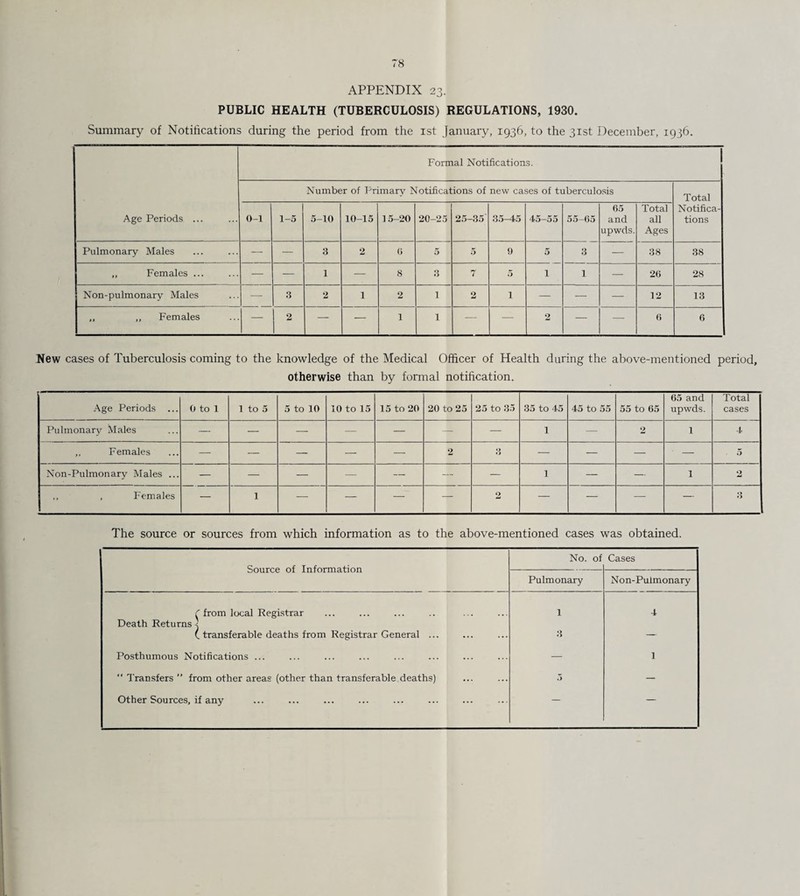 78
APPENDIX 23.
PUBLIC HEALTH (TUBERCULOSIS) REGULATIONS, 1930.
Summary of Notifications during the period from the 1st January, 1936, to the 31st December, 1936.
Formal Notifications.
Number of Primary Notifications of new cases of tuberculosis Total Notifica-tions
Age Periods ... ... 0-1 1-5 5-10 10-15 15-20 20-25 25-35 35-45 45-55 55-65 65 and upwds. Total all Ages
Pulmonary Males ... ... — — 3 2 6 5 5 9 5 3 — 38 38
„ Females ... ... — — 1 — 8 3 7 5 1 1 — 26 28
Non-pulmonary Males ... — 3 2 1 2 1 2 1 — — — 12 13
„ „ Females ... — 2 — — 1 1 — — 2 — — 6 6
New cases of Tuberculosis coming to the knowledge of the Medical Officer of Health during the above-mentioned period,
otherwise than by formal notification.
Age Periods ... 0 to 1 1 to 5 5 to 10 10 to 15 15 to 20 20 to 25 25 to 35 35 to 45 45 to 55 55 to 65 65 and upwds. Total cases
Pulmonary Males ... — — — — — — — 1 — 2 1 4
„ Females ... — — — — — 2 3 — — — — 5
Non-Pulmonary Males ... — — — — — — — 1 — — 1 2
„ , Females — 1 — — — — 2 — — — — 3
The source or sources from which information as to the above-mentioned cases was obtained.
Source of Information No. of Cases
Pulmonary Non-Pulmonary
Death Returns { from local Registrar ... ... ... .. ... ... 1 4
transferable deaths from Registrar General ... ... ... 3 —
Posthumous Notifications ... ... ... ... ... ... ... ... — 1
" Transfers " from other areas (other than transferable deaths) ... ... 5 —
Other Sources, if any ... ... ... ... ... ... ... ... — —